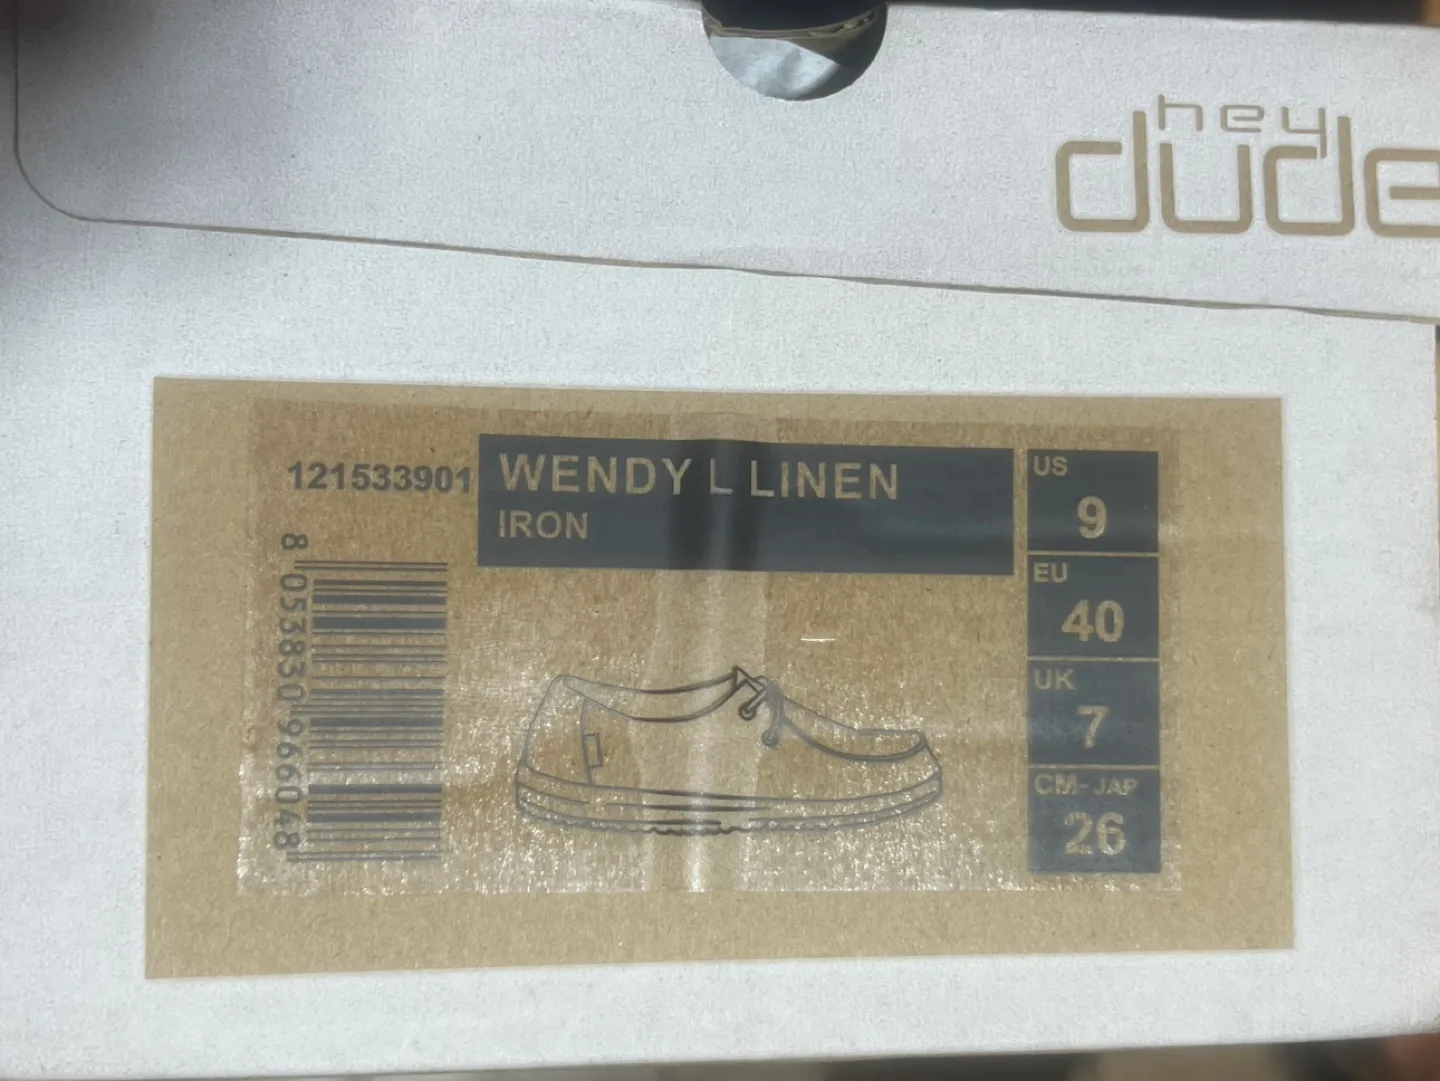 hey
dude
121533901
WENDY L LINEN
IRON
US
9
EU
40
UK
7
CM-JAP
26
8 053830 966048